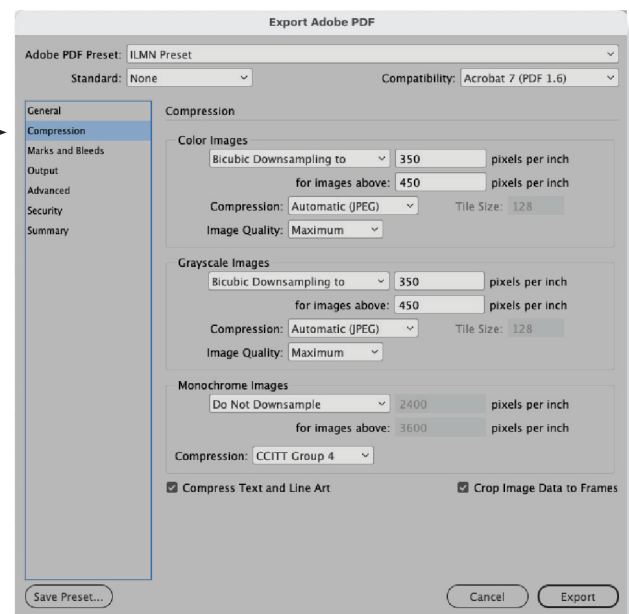 Export Adobe PDF
Adobe PDF Preset: ILMN Preset
Standard: None Compatibility: Acrobat 7 (PDF 1.6)
General
Compression
Marks and Bleeds
Output
Advanced
Security
Summary
Compression
Color Images
Bicubic Downsampling to 350 pixels per inch
for images above: 450 pixels per inch
Compression: Automatic (JPEG) Tile Size: 128
Image Quality: Maximum
Grayscale Images
Bicubic Downsampling to 350 pixels per inch
for images above: 450 pixels per inch
Compression: Automatic (JPEG) Tile Size: 128
Image Quality: Maximum
Monochrome Images
Do Not Downsample 2400 pixels per inch
for images above: 3600 pixels per inch
Compression: CCITT Group 4
Compress Text and Line Art Crop Image Data to Frames
Save Preset... Cancel Export